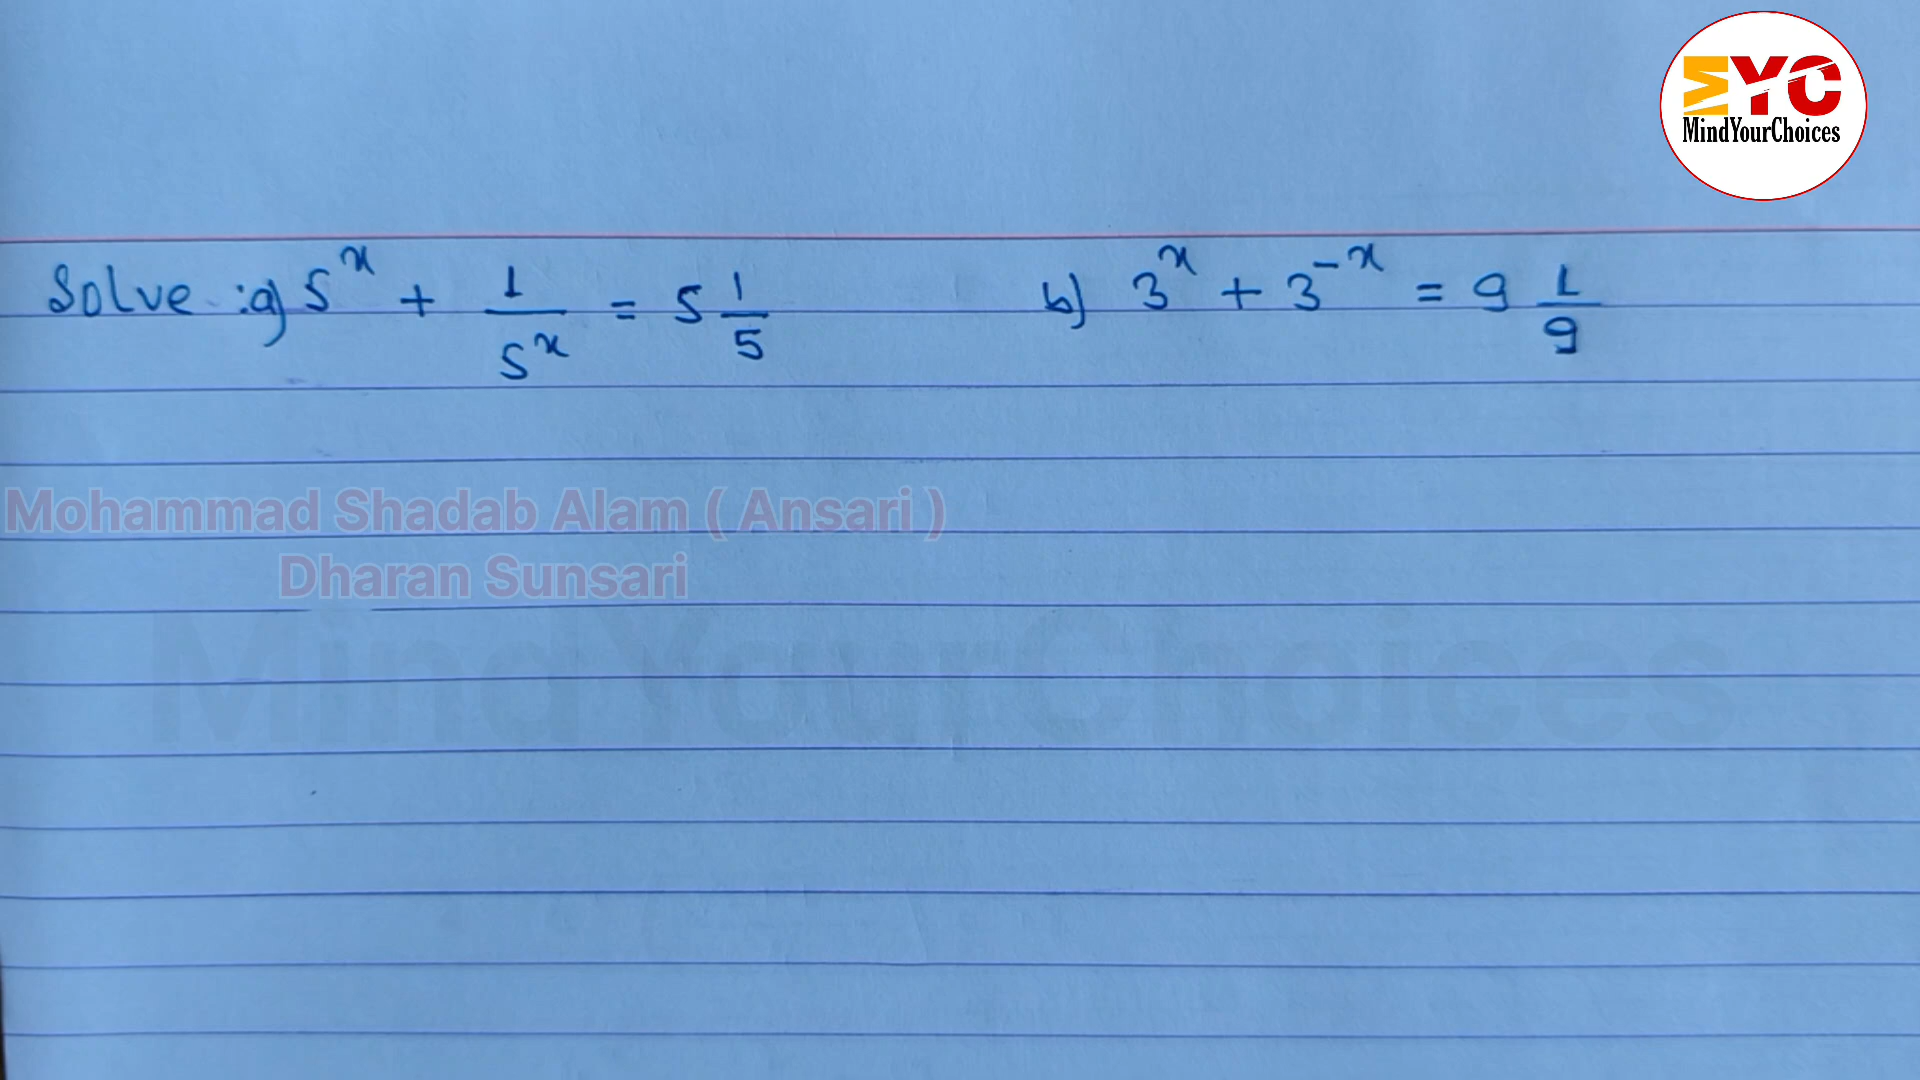 MYC
MindYourChoices
Solve :a) 5^x + 1/5^x = 5 1/5 b) 3^x + 3^-x = 9 1/9
Mohammad Shadab Alam ( Ansari )
Dharan Sunsari
MindYourChoices